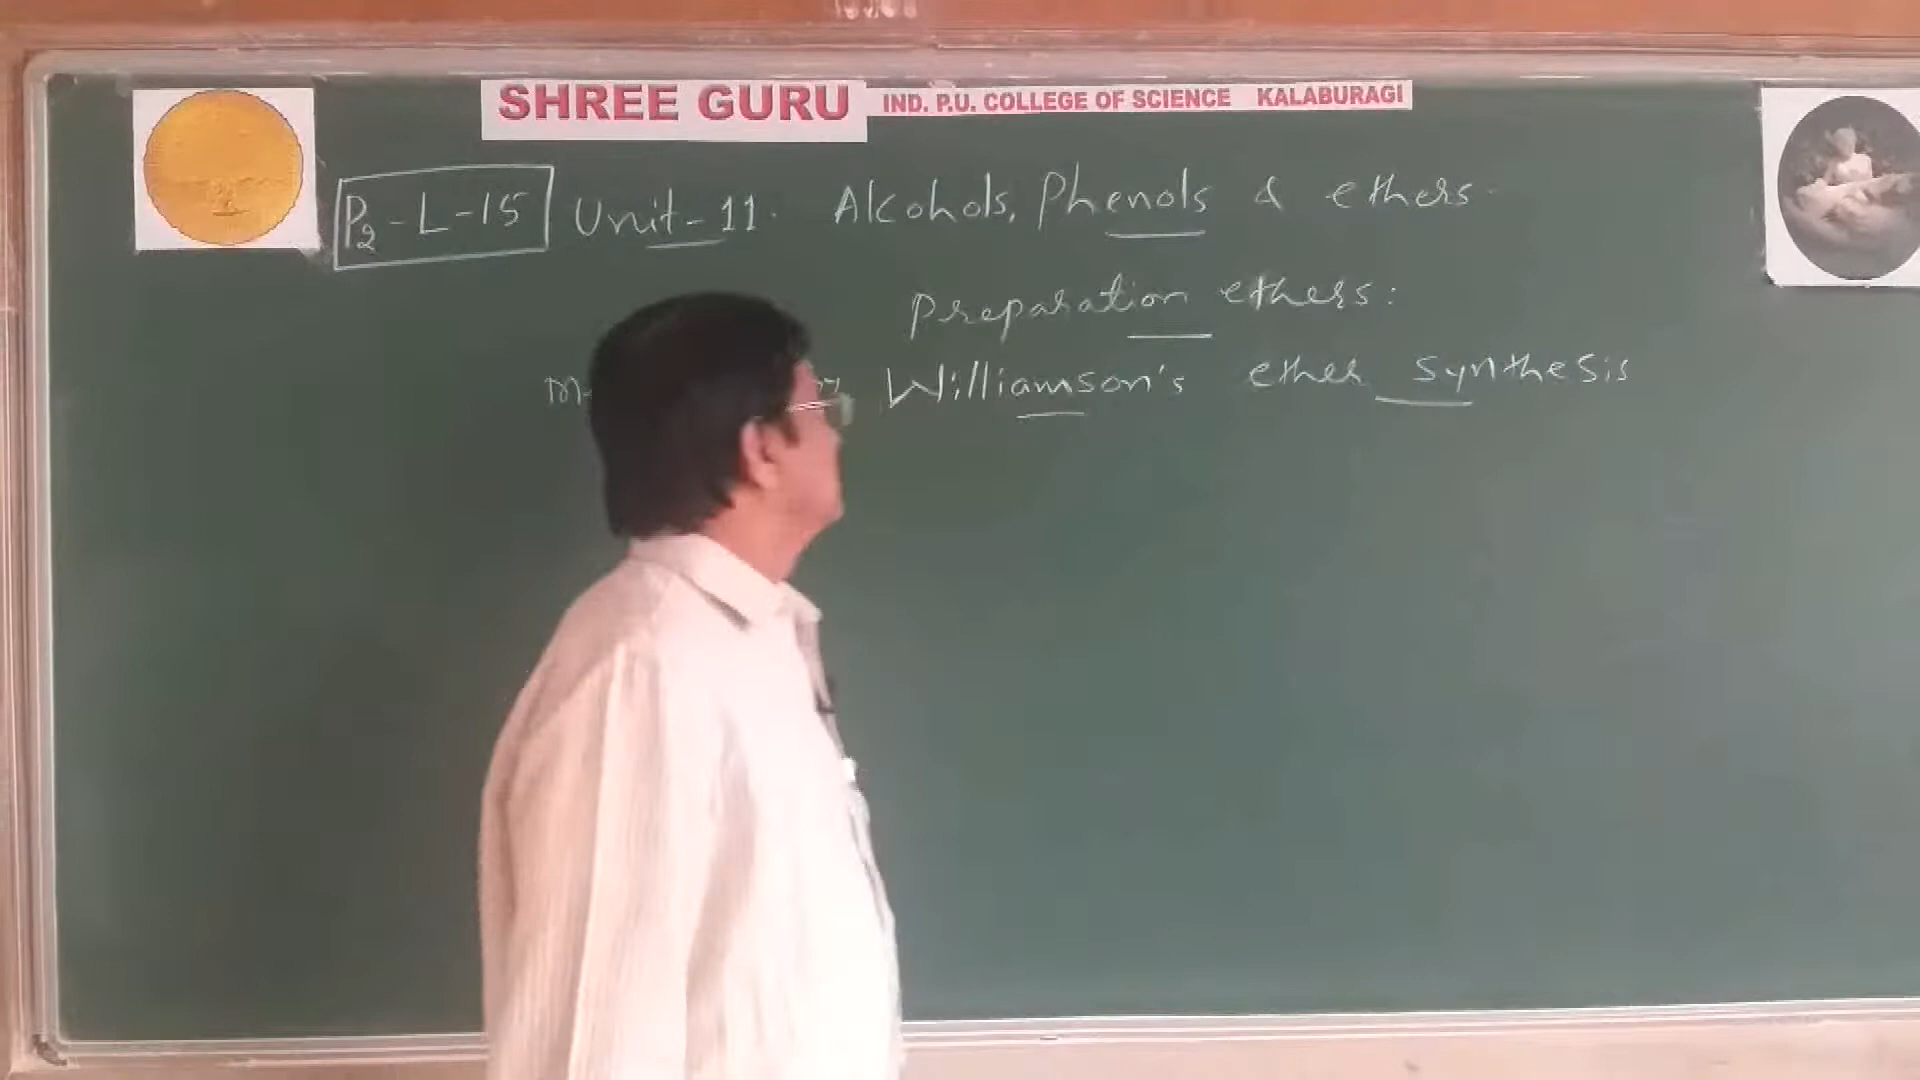 SHREE GURU IND. P.U. COLLEGE OF SCIENCE KALABURAGI
P2-L-15 Unit-11. Alcohols, Phenols & ethers.
Preparation ethers:
Williamson's ether synthesis